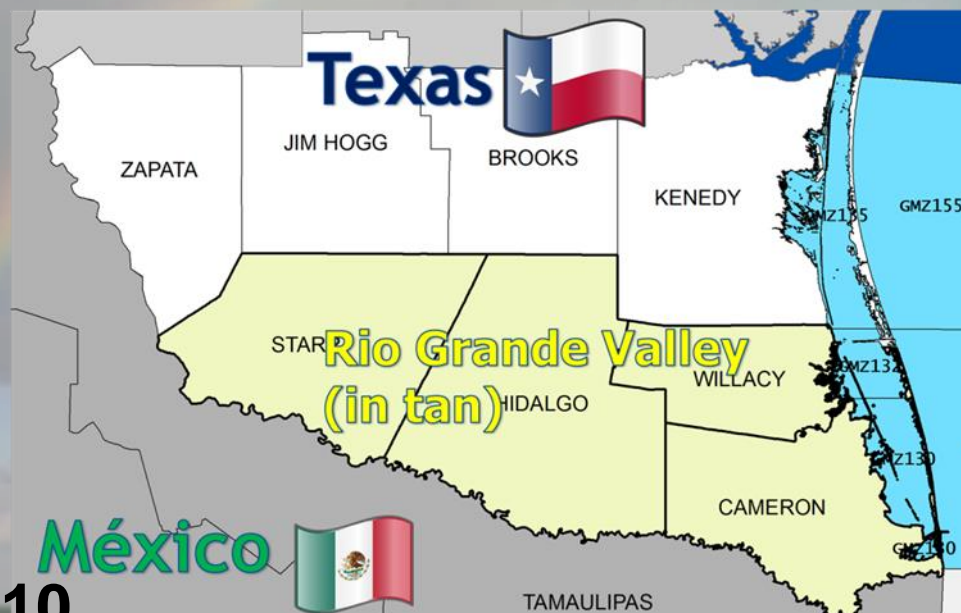 Texas
JIM HOGG
ZAPATA
BROOKS
KENEDY
GMZ155
STARR
Rio Grande Valley
(in tan)
WILLACY
HIDALGO
CAMERON
México
TAMAULIPAS
10